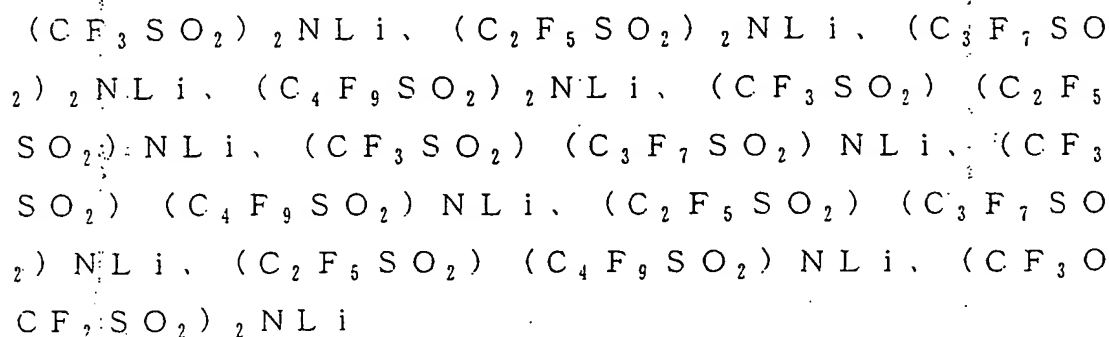 (CF₃SO₂)₂NLi、(C₂F₅SO₂)₂NLi、(C₃F₇SO
₂)₂NLi、(C₄F₉SO₂)₂NLi、(CF₃SO₂)(C₂F₅
SO₂)NLi、(CF₃SO₂)(C₃F₇SO₂)NLi、(CF₃
SO₂)(C₄F₉SO₂)NLi、(C₂F₅SO₂)(C₃F₇SO
₂)NLi、(C₂F₅SO₂)(C₄F₉SO₂)NLi、(CF₃O
CF₂SO₂)₂NLi